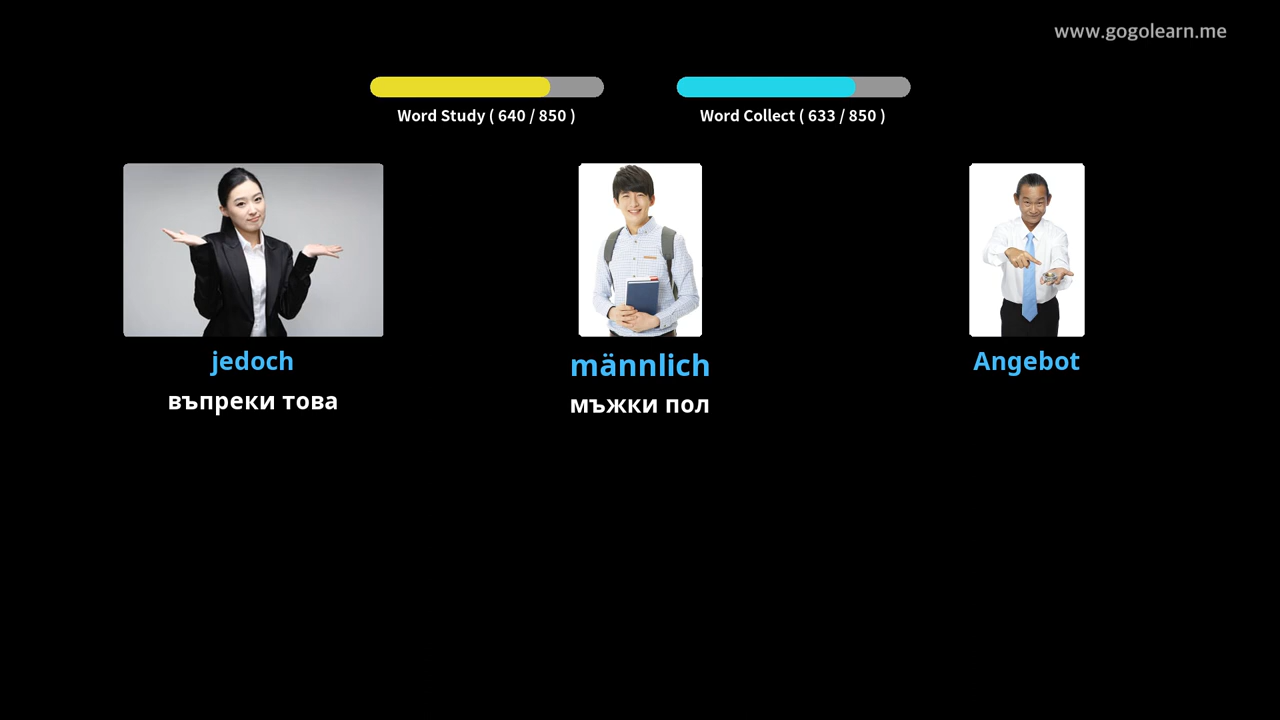 www.gogolearn.me
Word Study ( 640 / 850 )
Word Collect ( 633 / 850 )
jedoch
въпреки това
männlich
мъжки пол
Angebot